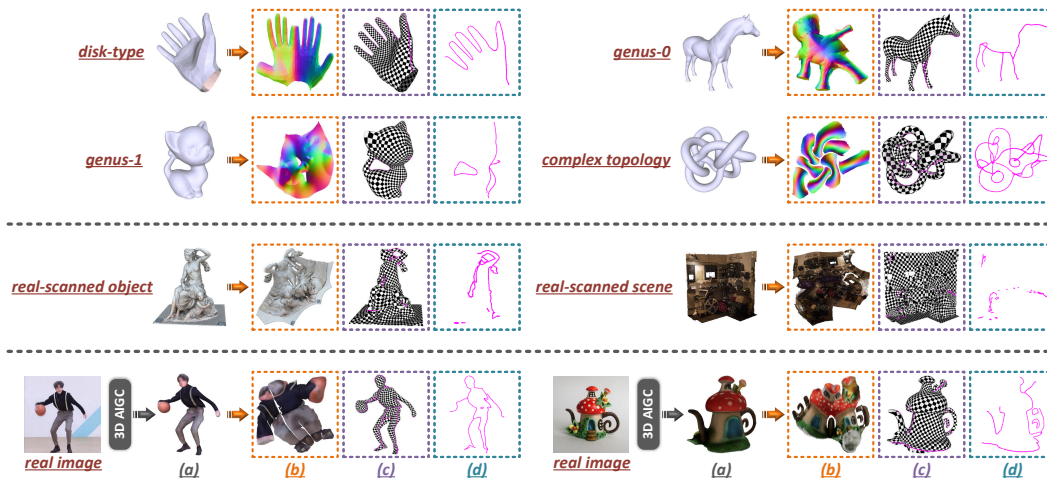 disk-type
genus-0
genus-1
complex topology
real-scanned object
real-scanned scene
3D AIGC
3D AIGC
real image
(a)
(b)
(c)
(d)
real image
(a)
(b)
(c)
(d)